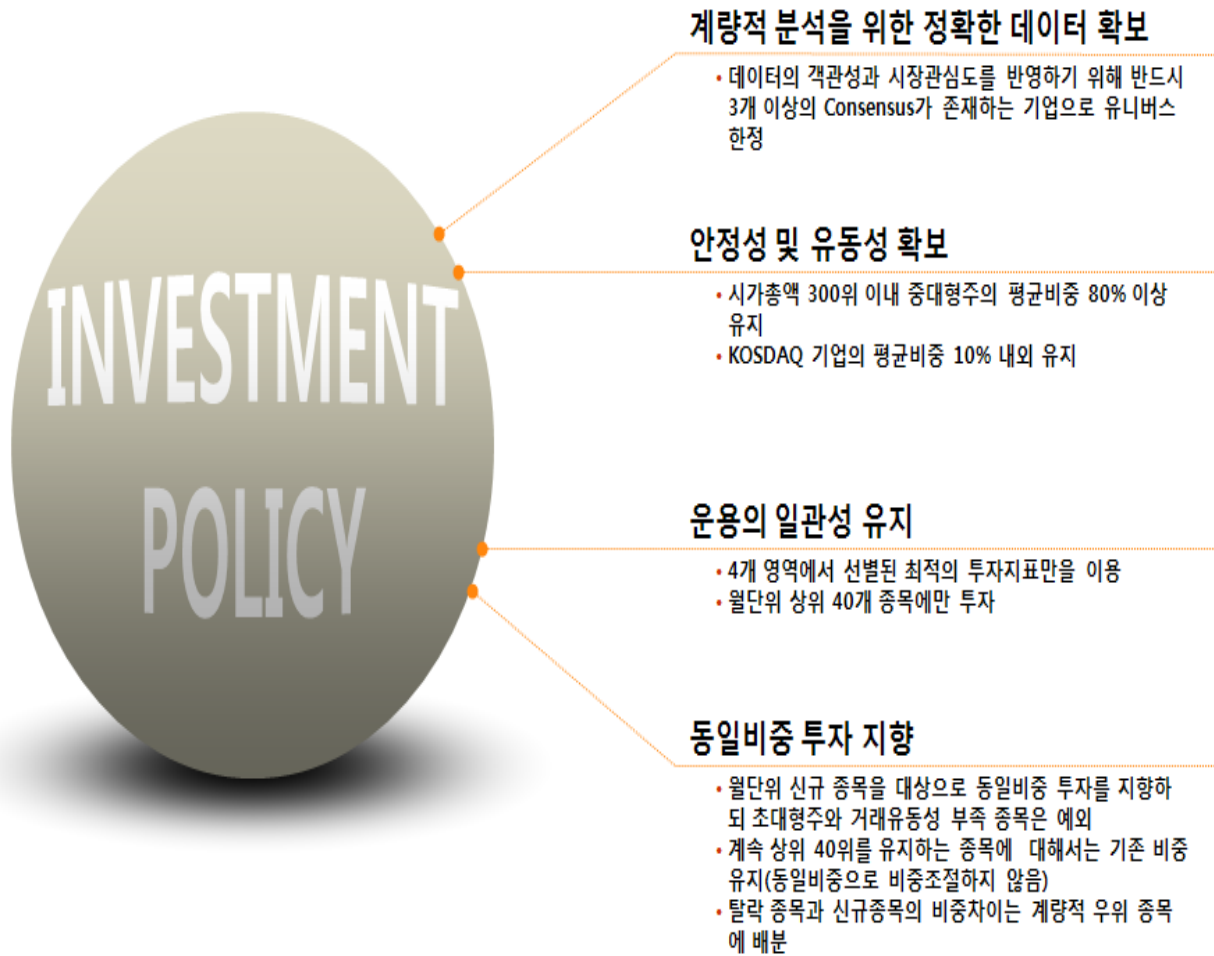 계량적 분석을 위한 정확한 데이터 확보
• 데이터의 객관성과 시장관심도를 반영하기 위해 반드시
3개 이상의 Consensus가 존재하는 기업으로 유니버스
한정
안정성 및 유동성 확보
• 시가총액 300위 이내 중대형주의 평균비중 80% 이상
유지
• KOSDAQ 기업의 평균비중 10% 내외 유지
INVESTMENT
POLICY
운용의 일관성 유지
• 4개 영역에서 선별된 최적의 투자지표만을 이용
• 월단위 상위 40개 종목에만 투자
동일비중 투자 지향
• 월단위 신규 종목을 대상으로 동일비중 투자를 지향하
되 초대형주와 거래유동성 부족 종목은 예외
• 계속 상위 40위를 유지하는 종목에 대해서는 기존 비중
유지(동일비중으로 비중조절하지 않음)
• 탈락 종목과 신규종목의 비중차이는 계량적 우위 종목
에 배분